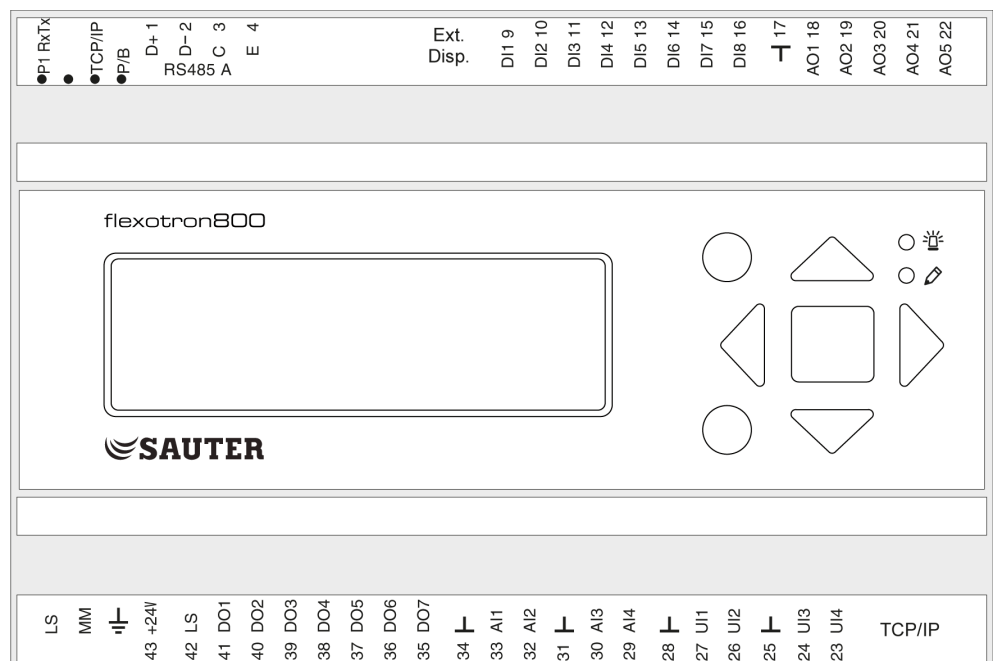 P1 RxTx
TCP/IP
P/B
D+ 1
D− 2
C 3
E 4
RS485 A
Ext.
Disp.
DI1 9
DI2 10
DI3 11
DI4 12
DI5 13
DI6 14
DI7 15
DI8 16
17
AO1 18
AO2 19
AO3 20
AO4 21
AO5 22
flexotron800
SAUTER
LS
MM
43 +24V
42 LS
41 DO1
40 DO2
39 DO3
38 DO4
37 DO5
36 DO6
35 DO7
34
33 AI1
32 AI2
31
30 AI3
29 AI4
28
27 UI1
26 UI2
25
24 UI3
23 UI4
TCP/IP